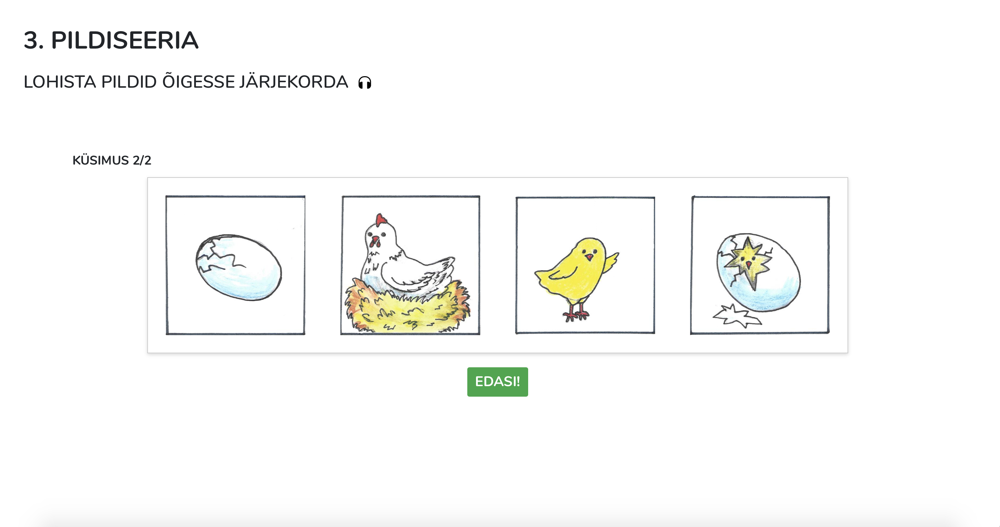 3. PILDISEERIA
LOHISTA PILDID ÕIGESSE JÄRJEKORDA
KÜSIMUS 2/2
EDASI!